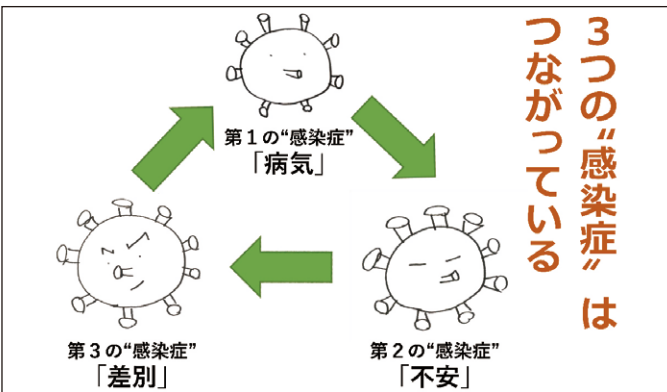 ３つの“感染症”は
つながっている
第１の“感染症”
「病気」
第２の“感染症”
「不安」
第３の“感染症”
「差別」